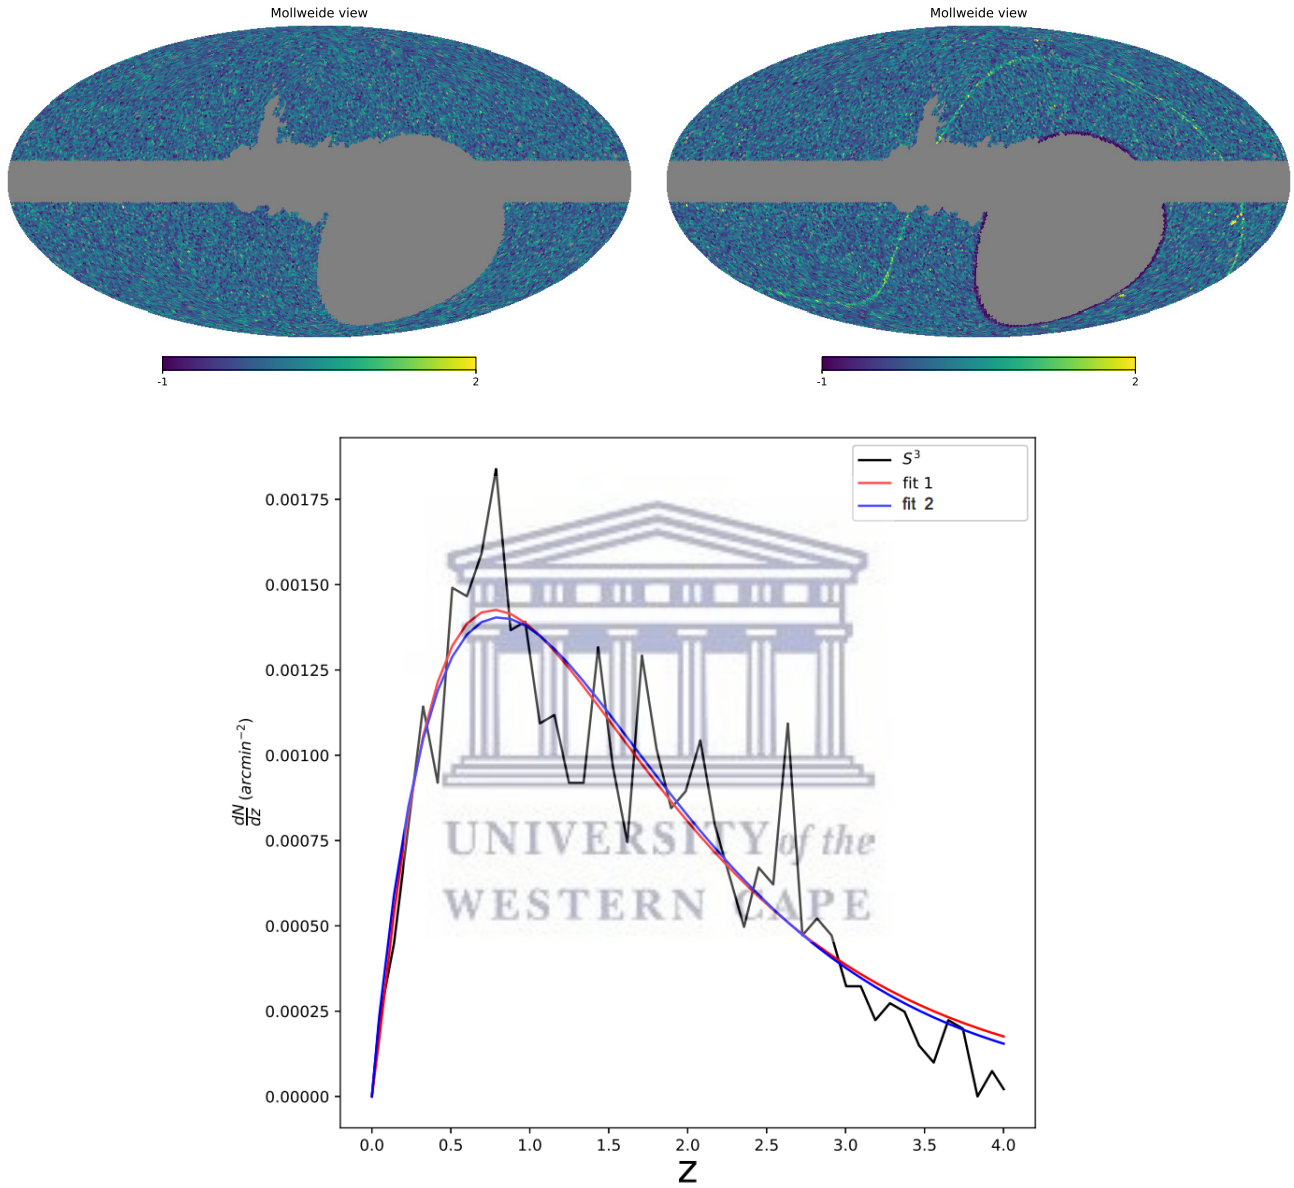 Mollweide view
Mollweide view
-1 2
-1 2
S³
fit 1
fit 2
0.00175
0.00150
0.00125
0.00100
0.00075
0.00050
0.00025
0.00000
dN/dz (arcmin⁻²)
UNIVERSITY of the
WESTERN CAPE
0.0 0.5 1.0 1.5 2.0 2.5 3.0 3.5 4.0
z